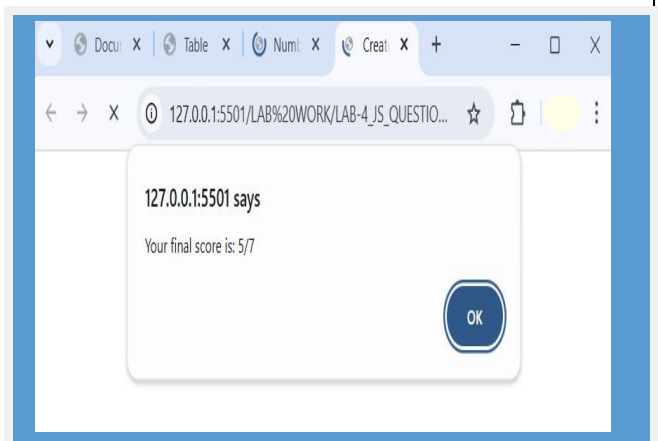 Docu Table Num Creat
127.0.0.1:5501/LAB%20WORK/LAB-4_JS_QUESTIO...
127.0.0.1:5501 says
Your final score is: 5/7
OK